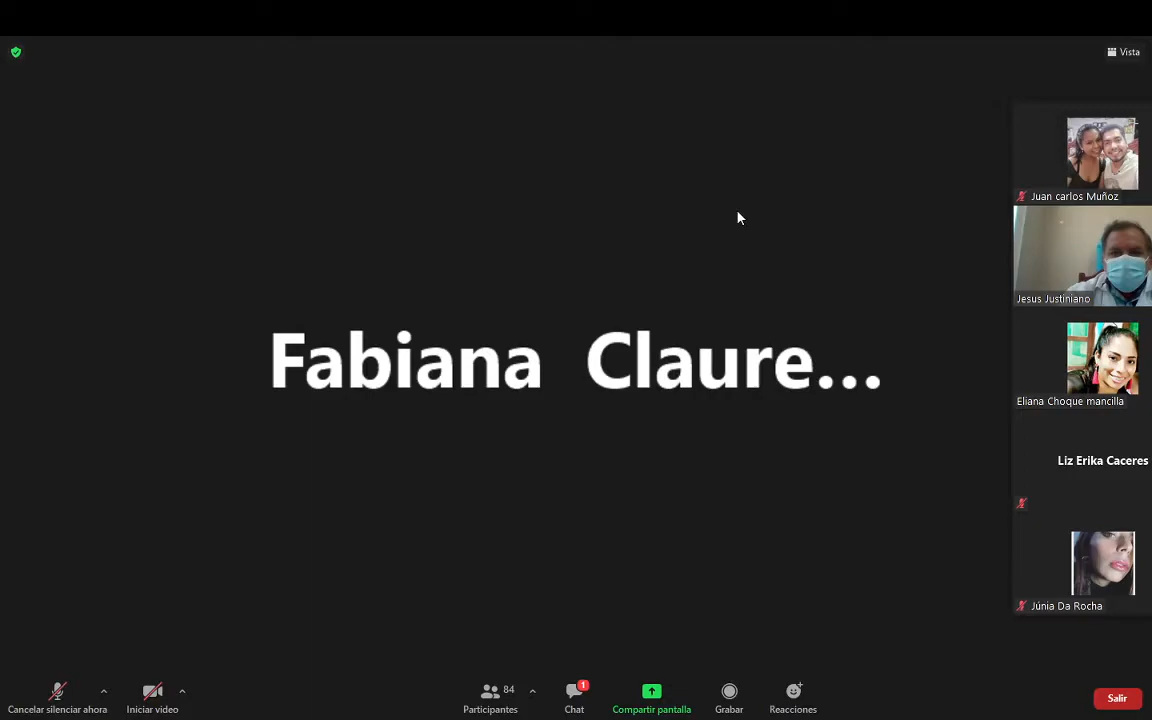 Vista
Juan carlos Muñoz
Jesus Justiniano
Fabiana Claure...
Eliana Choque mancilla
Liz Erika Caceres
Júnia Da Rocha
84
1
Cancelar silenciar ahora
Iniciar video
Participantes
Chat
Compartir pantalla
Grabar
Reacciones
Salir